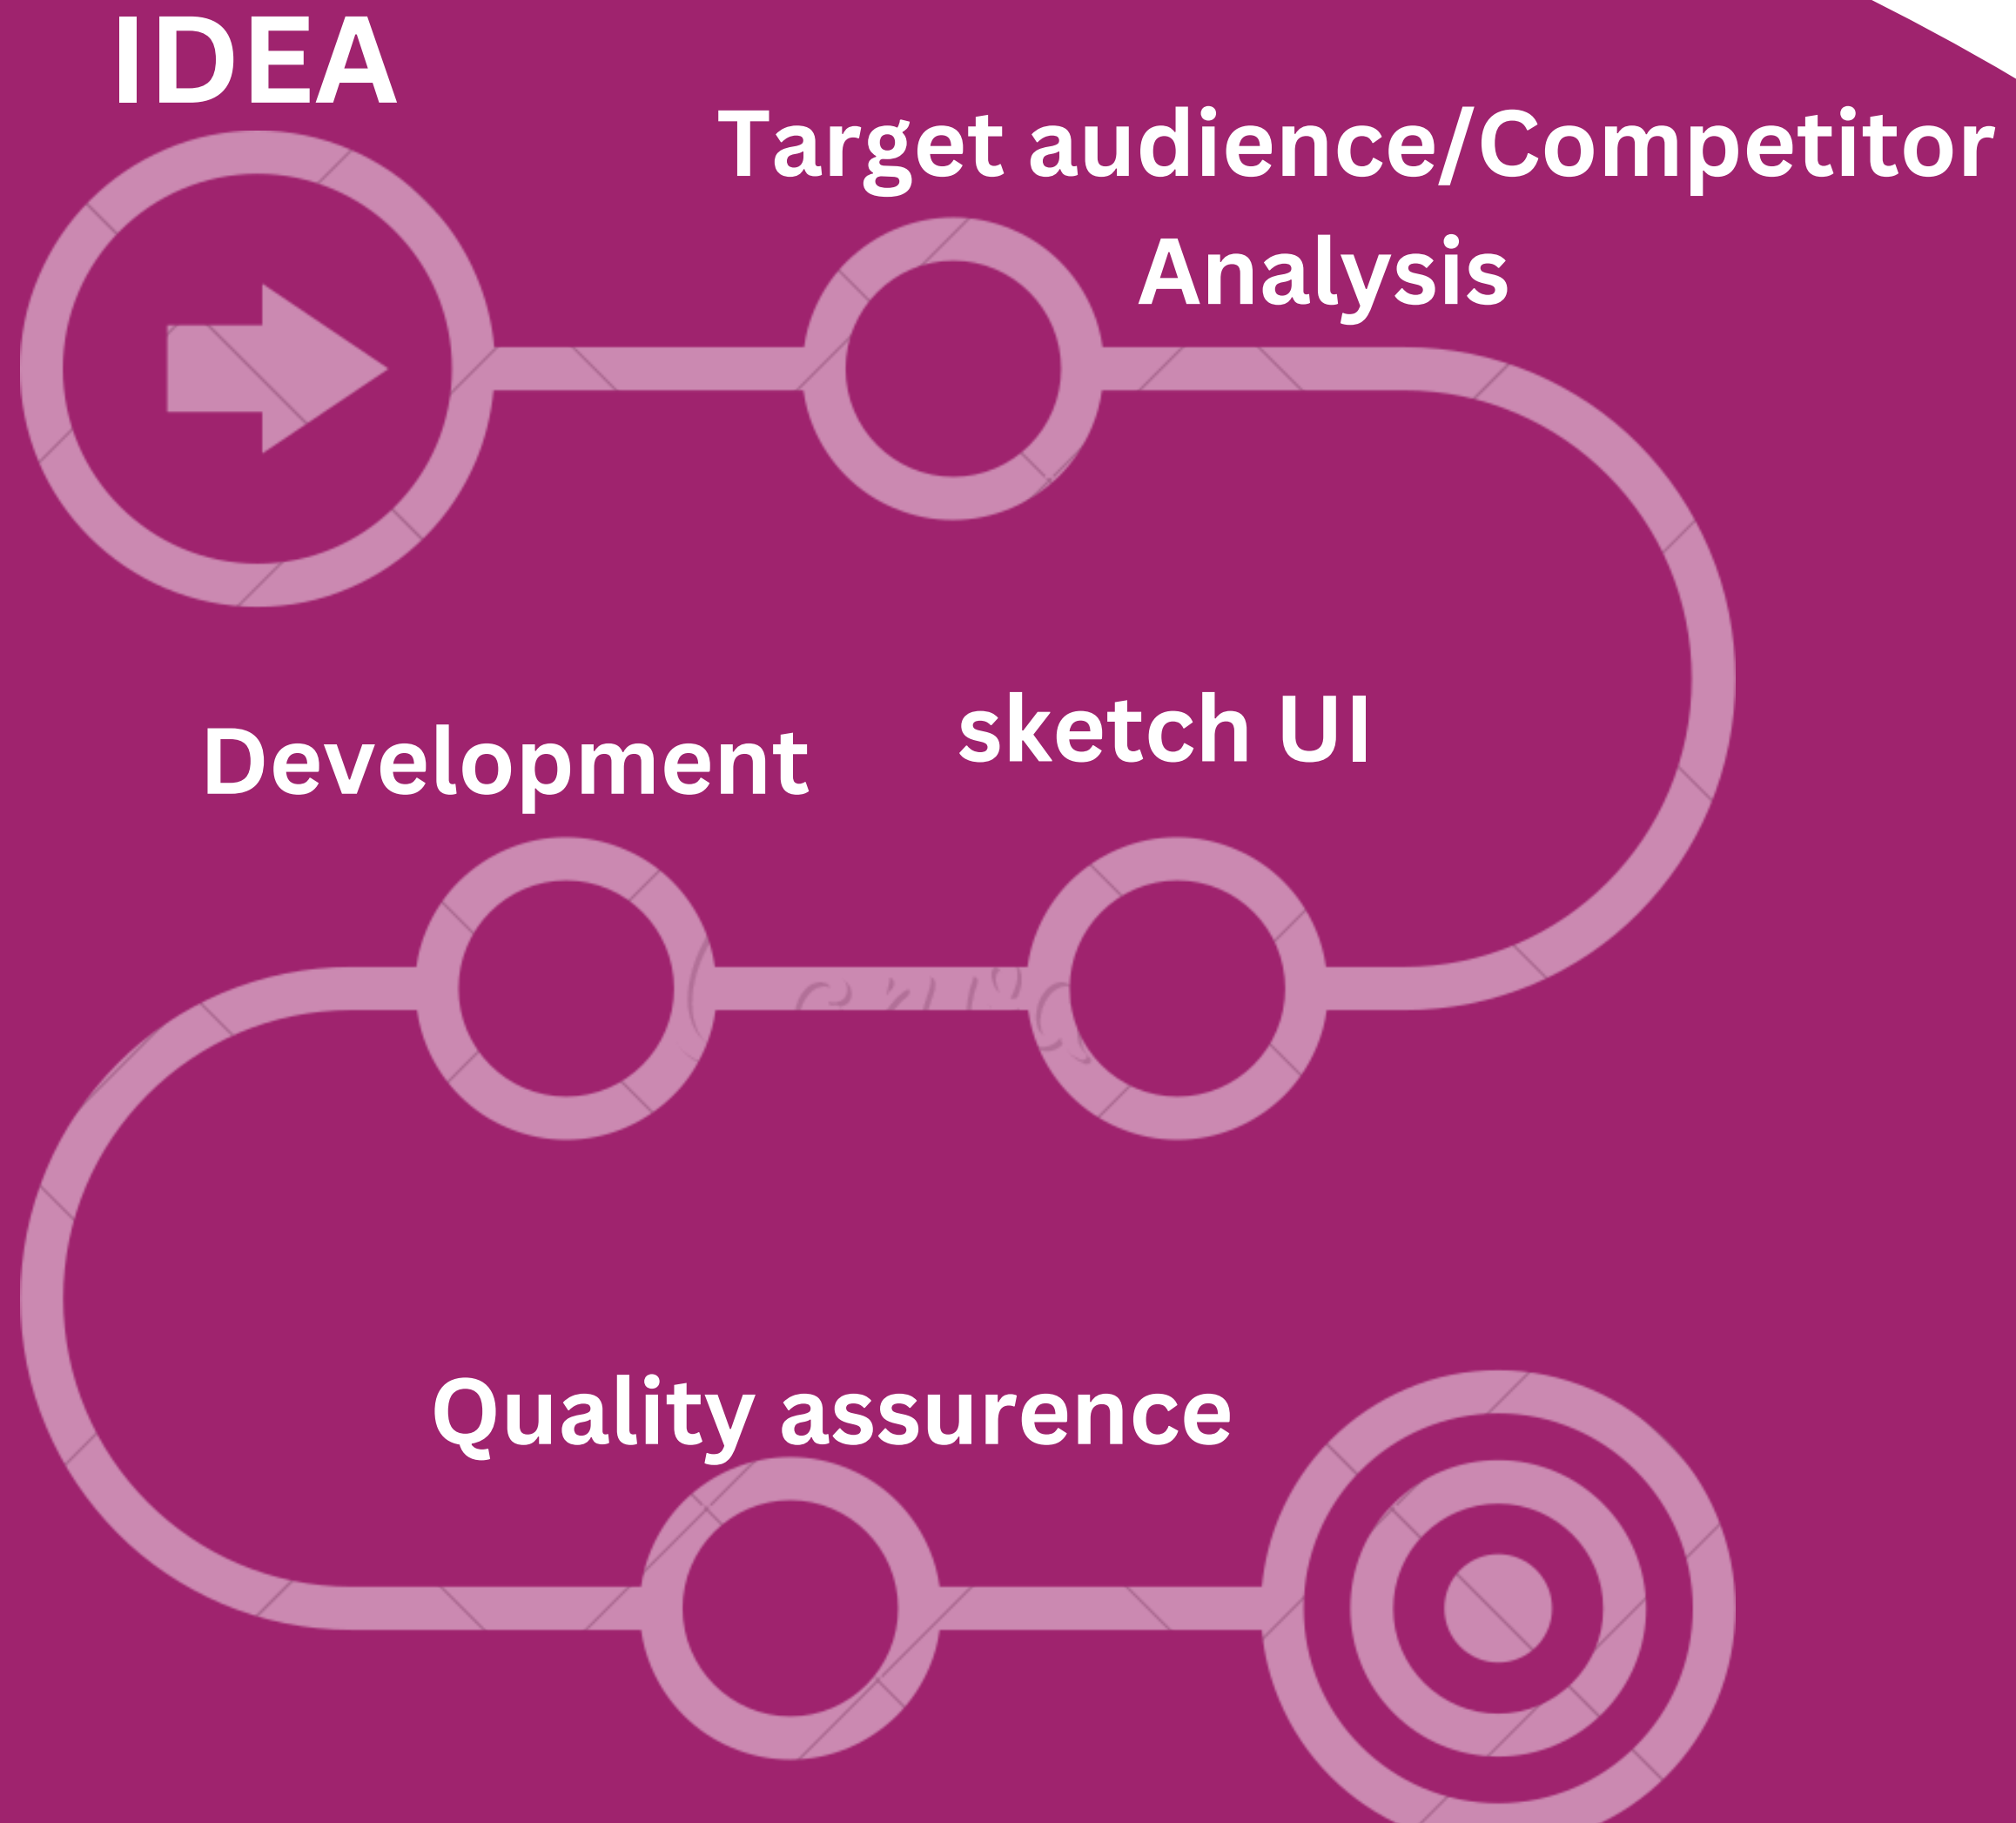 IDEA
Target audience/Competitor
Analysis
sketch UI
Development
Quality assurence